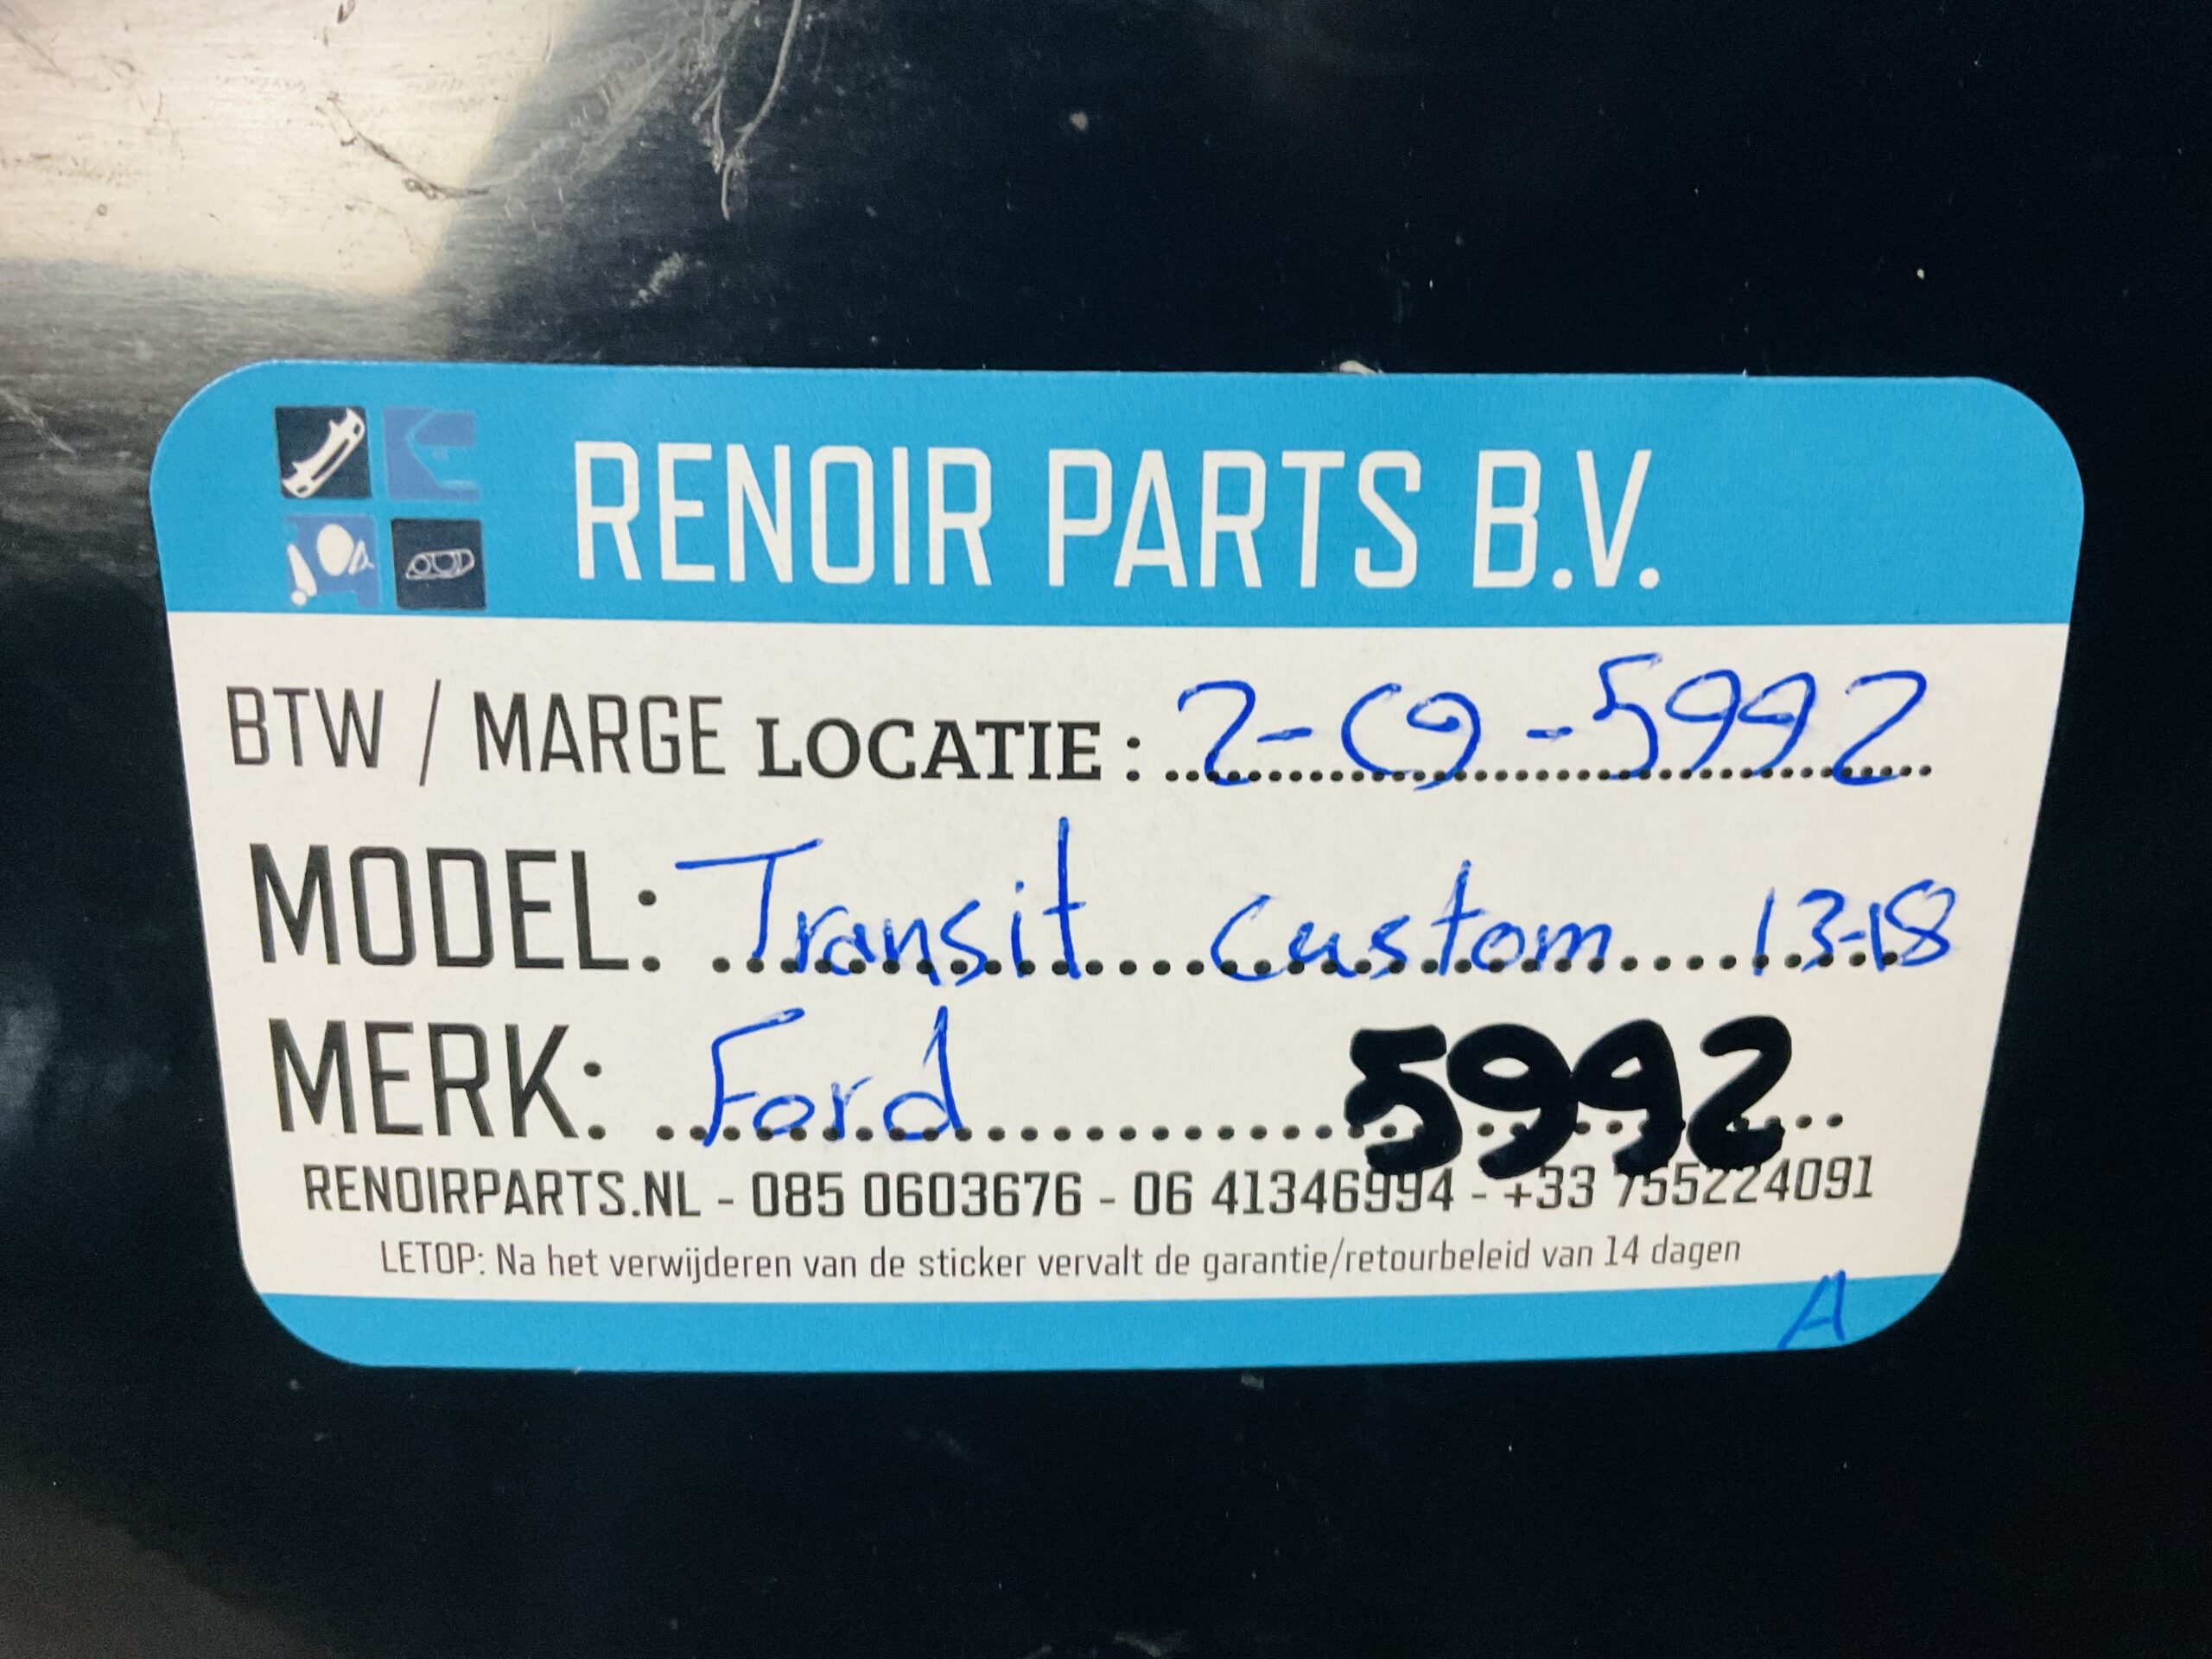 RENOIR PARTS B.V.
BTW / MARGE LOCATIE : 2-C9-5992
MODEL: Transit Custom 13-18
MERK: Ford 5992
RENOIRPARTS.NL - 085 0603676 - 06 41346994 - +33 755224091
LETOP: Na het verwijderen van de sticker vervalt de garantie/retourbeleid van 14 dagen
A